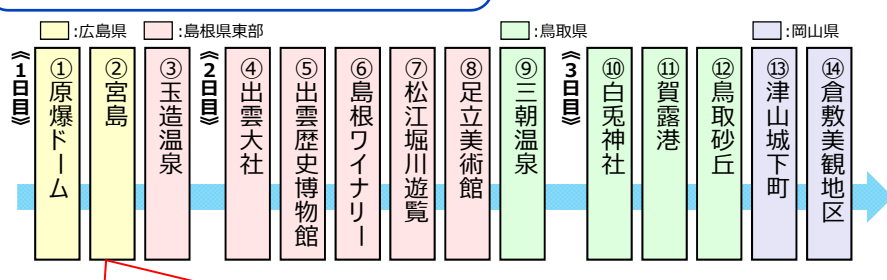 :広島県
:島根県東部
:鳥取県
:岡山県
《1日目》
①原爆ドーム
②宮島
③玉造温泉
《2日目》
④出雲大社
⑤出雲歴史博物館
⑥島根ワイナリー
⑦松江堀川遊覧
⑧足立美術館
⑨三朝温泉
《3日目》
⑩白兎神社
⑪賀露港
⑫鳥取砂丘
⑬津山城下町
⑭倉敷美観地区